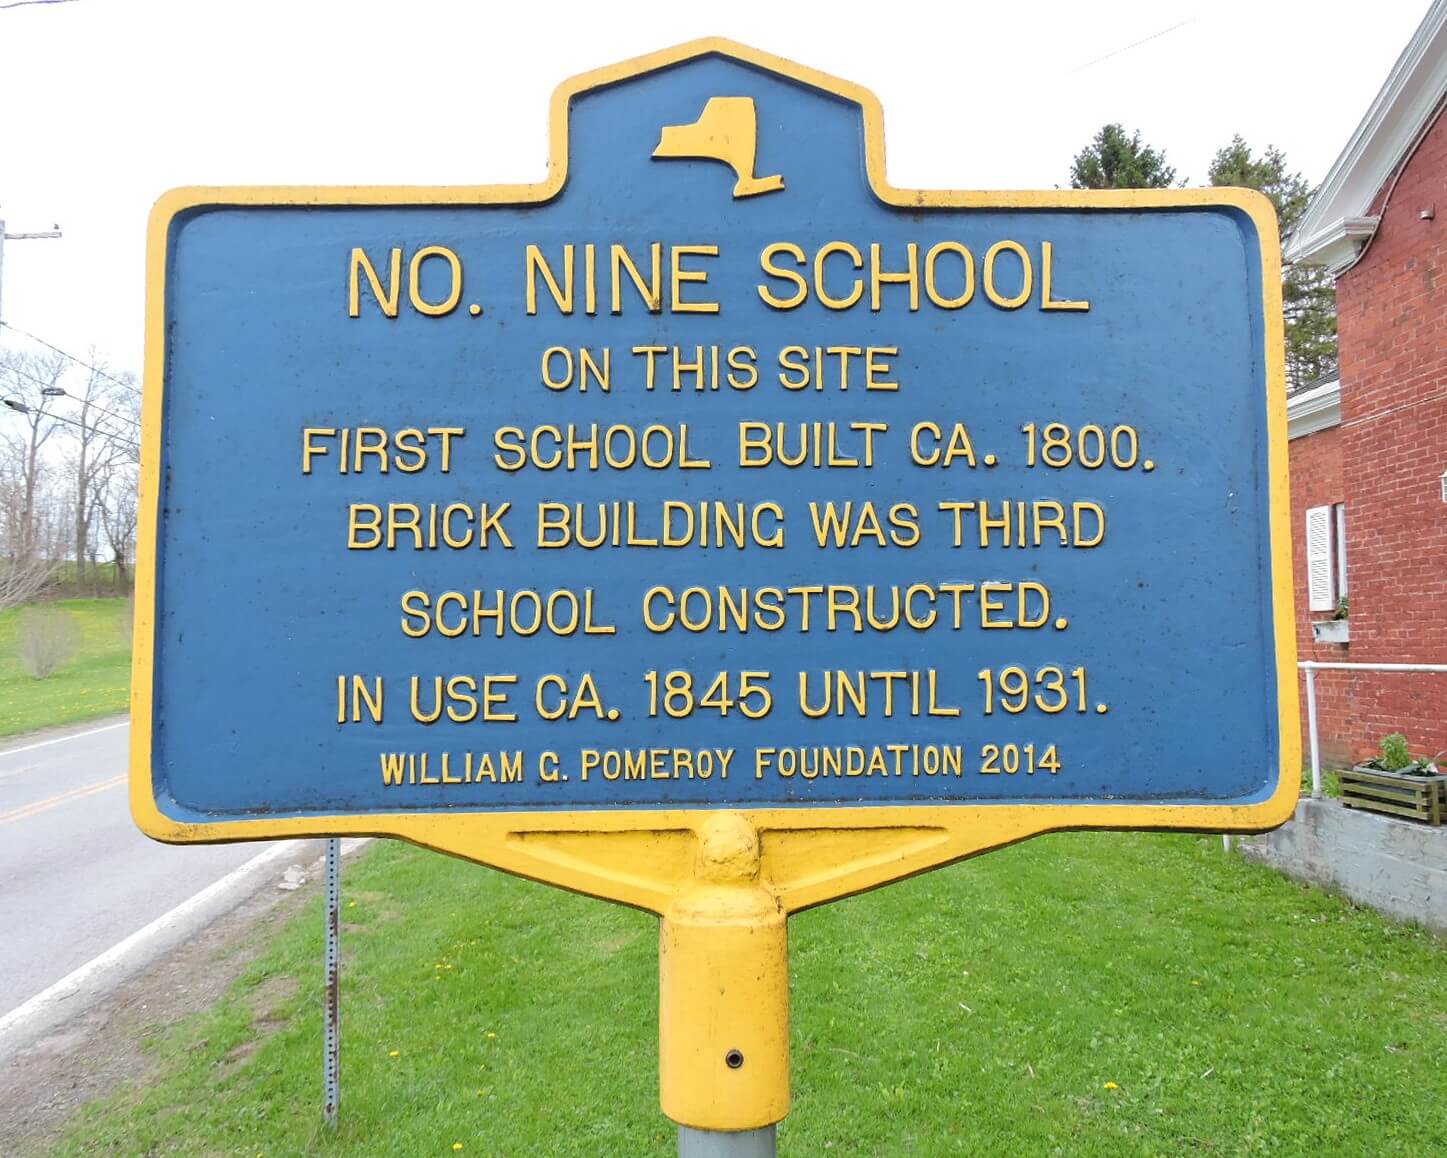 NO. NINE SCHOOL
ON THIS SITE
FIRST SCHOOL BUILT CA. 1800.
BRICK BUILDING WAS THIRD
SCHOOL CONSTRUCTED.
IN USE CA. 1845 UNTIL 1931.
WILLIAM G. POMEROY FOUNDATION 2014